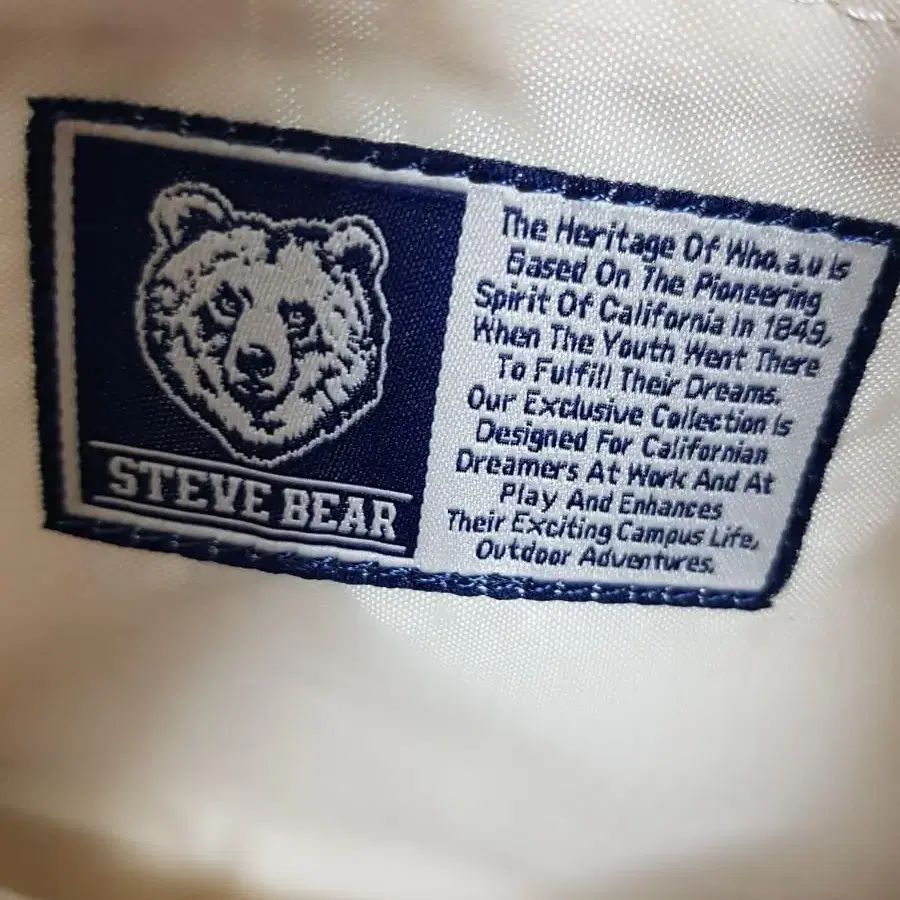 STEVE BEAR
The Heritage Of Who.a.u is
Based On The Pioneering
Spirit Of California in 1849,
When The Youth Went There
To Fulfill Their Dreams.
Our Exclusive Collection is
Designed For Californian
Dreamers At Work And At
Play And Enhances
Their Exciting Campus Life,
Outdoor Adventures.